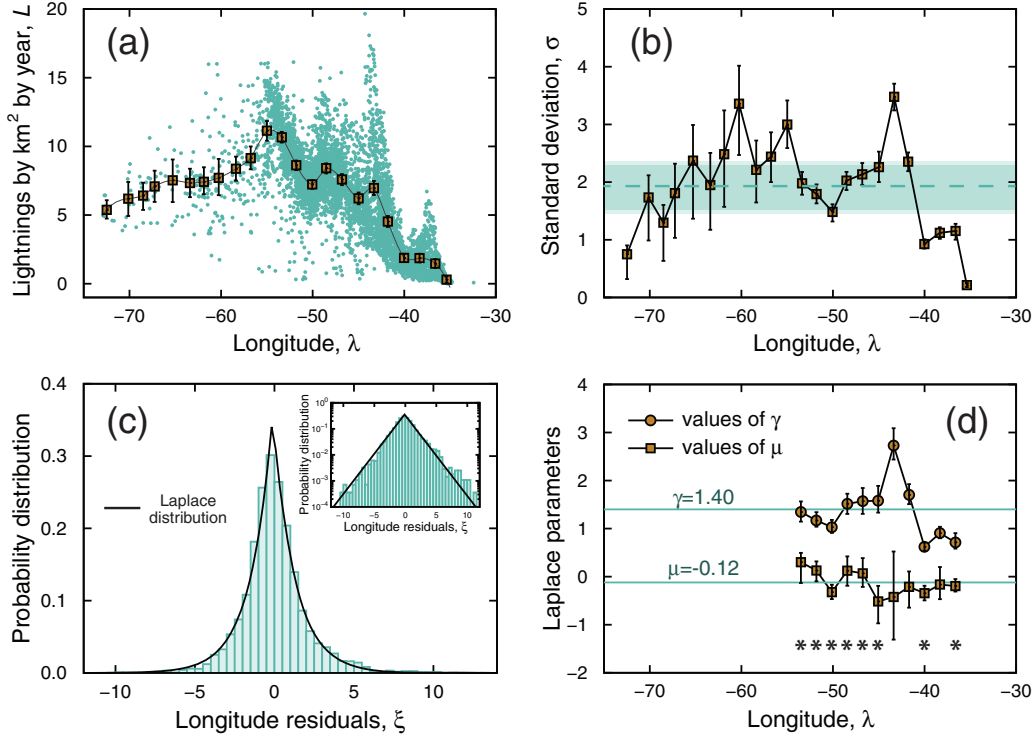 (a)
Lightnings by km² by year, L
20
15
10
5
0
−70
−60
−50
−40
−30
Longitude, λ
(b)
Standard deviation, σ
5
4
3
2
1
0
−70
−60
−50
−40
−30
Longitude, λ
(c)
Probability distribution
0.4
0.3
0.2
0.1
0.0
−10
−5
0
5
10
Longitude residuals, ξ
Laplace
distribution
Probability distribution
10⁰
10⁻¹
10⁻²
10⁻³
10⁻⁴
−10
−5
0
5
10
Longitude residuals, ξ
(d)
Laplace parameters
4
3
2
1
0
−1
−2
values of γ
values of μ
γ=1.40
μ=-0.12
* * * * * * * *
−70
−60
−50
−40
−30
Longitude, λ